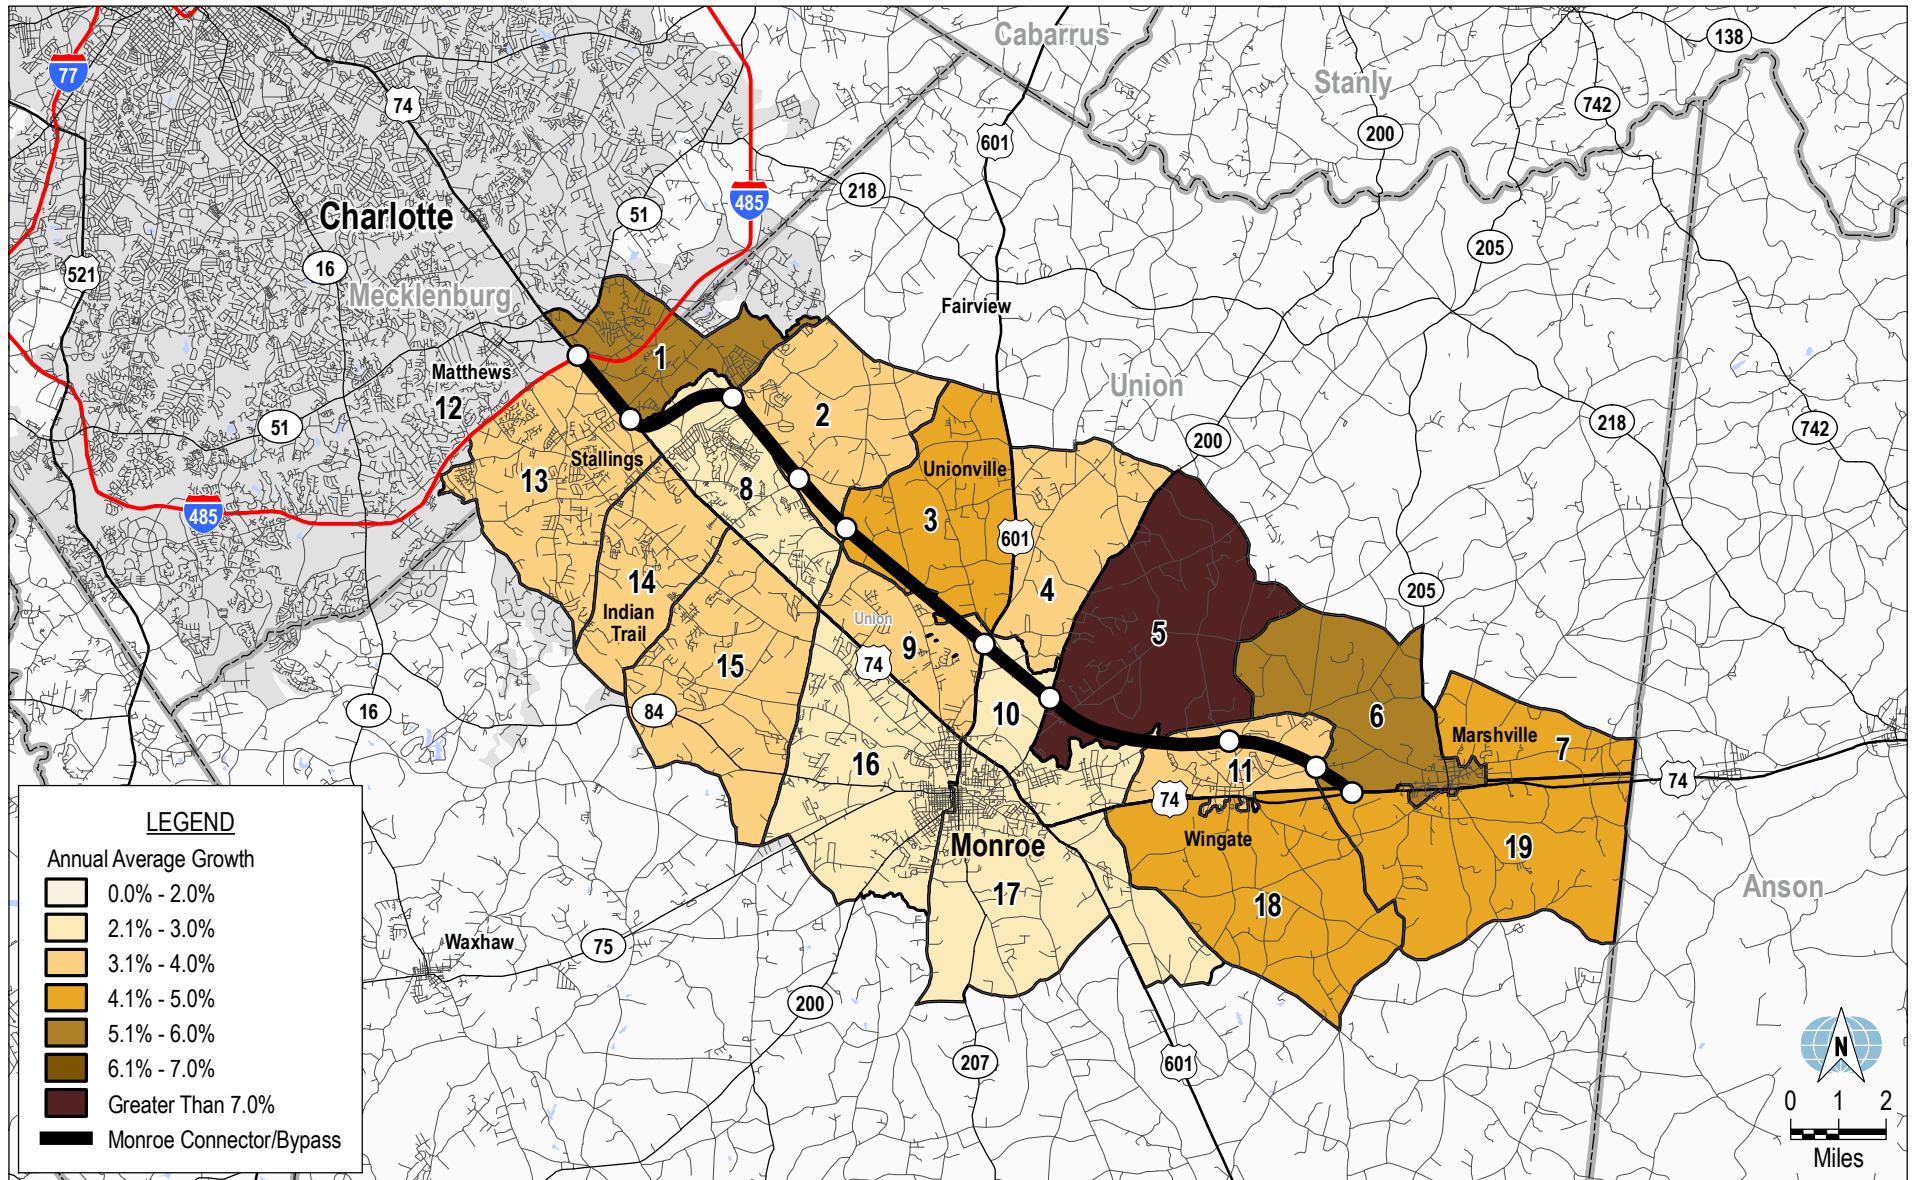 Cabarrus
138
77
Stanly
74
742
200
601
485
218
51
Charlotte
205
16
521
Mecklenburg
Fairview
1
Matthews
Union
12
2
218
742
51
200
Stallings
Unionville
13
8
485
3
601
14
4
205
Indian
Trail
Union
5
15
9
74
84
16
10
6
Marshville
7
16
11
74
74
Wingate
Monroe
19
17
18
Anson
Waxhaw
75
200
207
601
LEGEND
Annual Average Growth
0.0% - 2.0%
2.1% - 3.0%
3.1% - 4.0%
4.1% - 5.0%
5.1% - 6.0%
6.1% - 7.0%
Greater Than 7.0%
Monroe Connector/Bypass
N
0 1 2
Miles